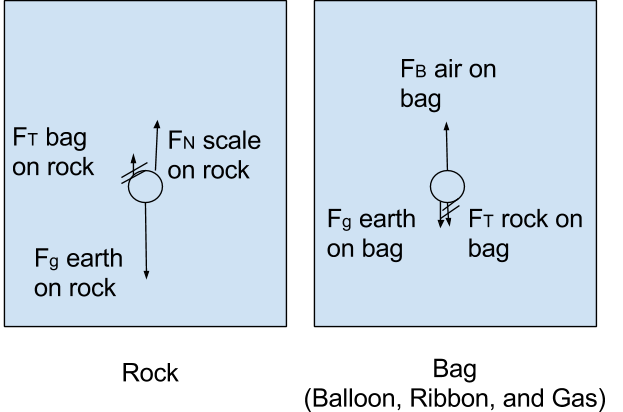 FT bag
on rock
FN scale
on rock
Fg earth
on rock
Rock
FB air on
bag
Fg earth
on bag
FT rock on
bag
Bag
(Balloon, Ribbon, and Gas)